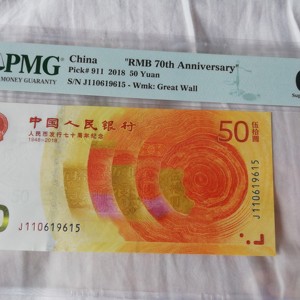 PMG
MONEY GUARANTY
China "RMB 70th Anniversary"
Pick# 911 2018 50 Yuan
S/N J110619615 - Wmk: Great Wall
中国人民银行
人民币发行七十周年纪念
1948-2018
50
伍拾圆
J110619615
J110619615